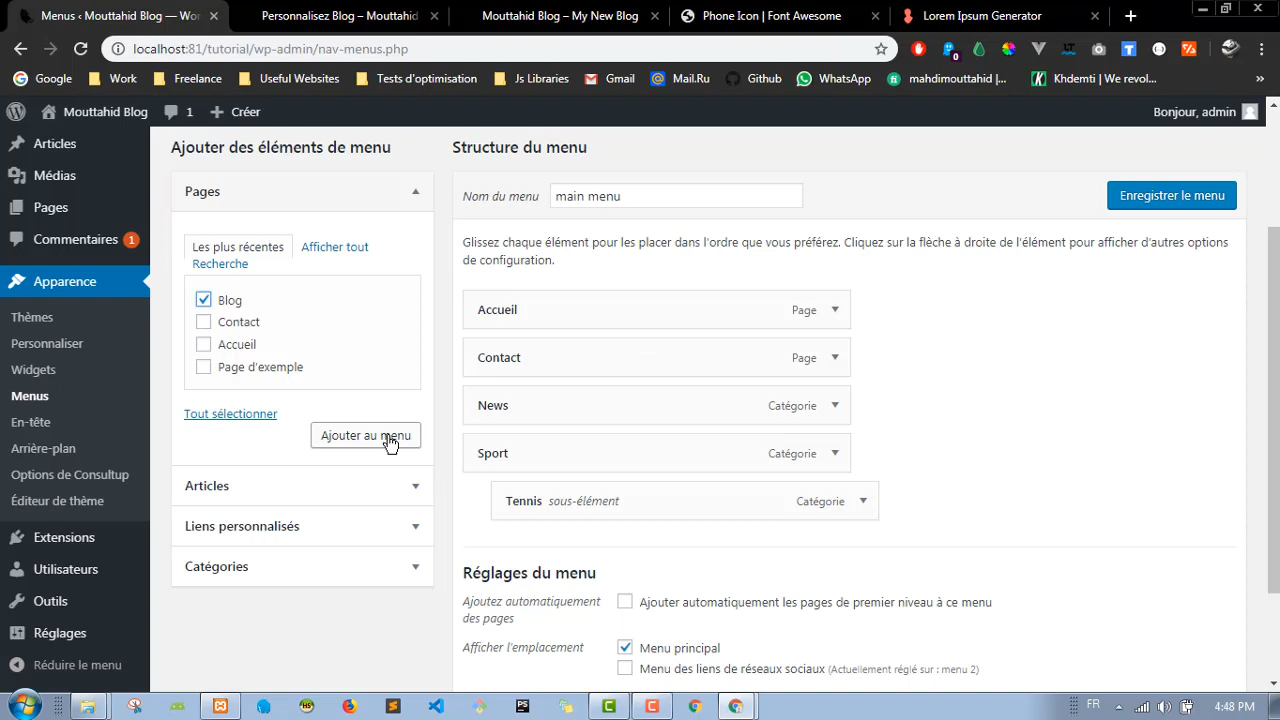 Menus ‹ Mouttahid Blog — Wor
Personnalisez Blog – Mouttahid
Mouttahid Blog – My New Blog
Phone Icon | Font Awesome
Lorem Ipsum Generator
localhost:81/tutorial/wp-admin/nav-menus.php
0
Google
Work
Freelance
Useful Websites
Tests d'optimisation
Js Libraries
Gmail
Mail.Ru
Github
WhatsApp
mahdimouttahid |...
Khdemti | We revol...
»
Mouttahid Blog
1
Créer
Bonjour, admin
Articles
Médias
Pages
Commentaires 1
Apparence
Thèmes
Personnaliser
Widgets
Menus
En-tête
Arrière-plan
Options de Consultup
Éditeur de thème
Extensions
Utilisateurs
Outils
Réglages
Réduire le menu
Ajouter des éléments de menu
Pages
Les plus récentes
Afficher tout
Recherche
Blog
Contact
Accueil
Page d'exemple
Tout sélectionner
Ajouter au menu
Articles
Liens personnalisés
Catégories
Structure du menu
Nom du menu
main menu
Enregistrer le menu
Glissez chaque élément pour les placer dans l'ordre que vous préférez. Cliquez sur la flèche à droite de l'élément pour afficher d'autres options
de configuration.
Accueil Page
Contact Page
News Catégorie
Sport Catégorie
Tennis sous-élément Catégorie
Réglages du menu
Ajoutez automatiquement
des pages
Ajouter automatiquement les pages de premier niveau à ce menu
Afficher l'emplacement
Menu principal
Menu des liens de réseaux sociaux (Actuellement réglé sur : menu 2)
FR
4:48 PM